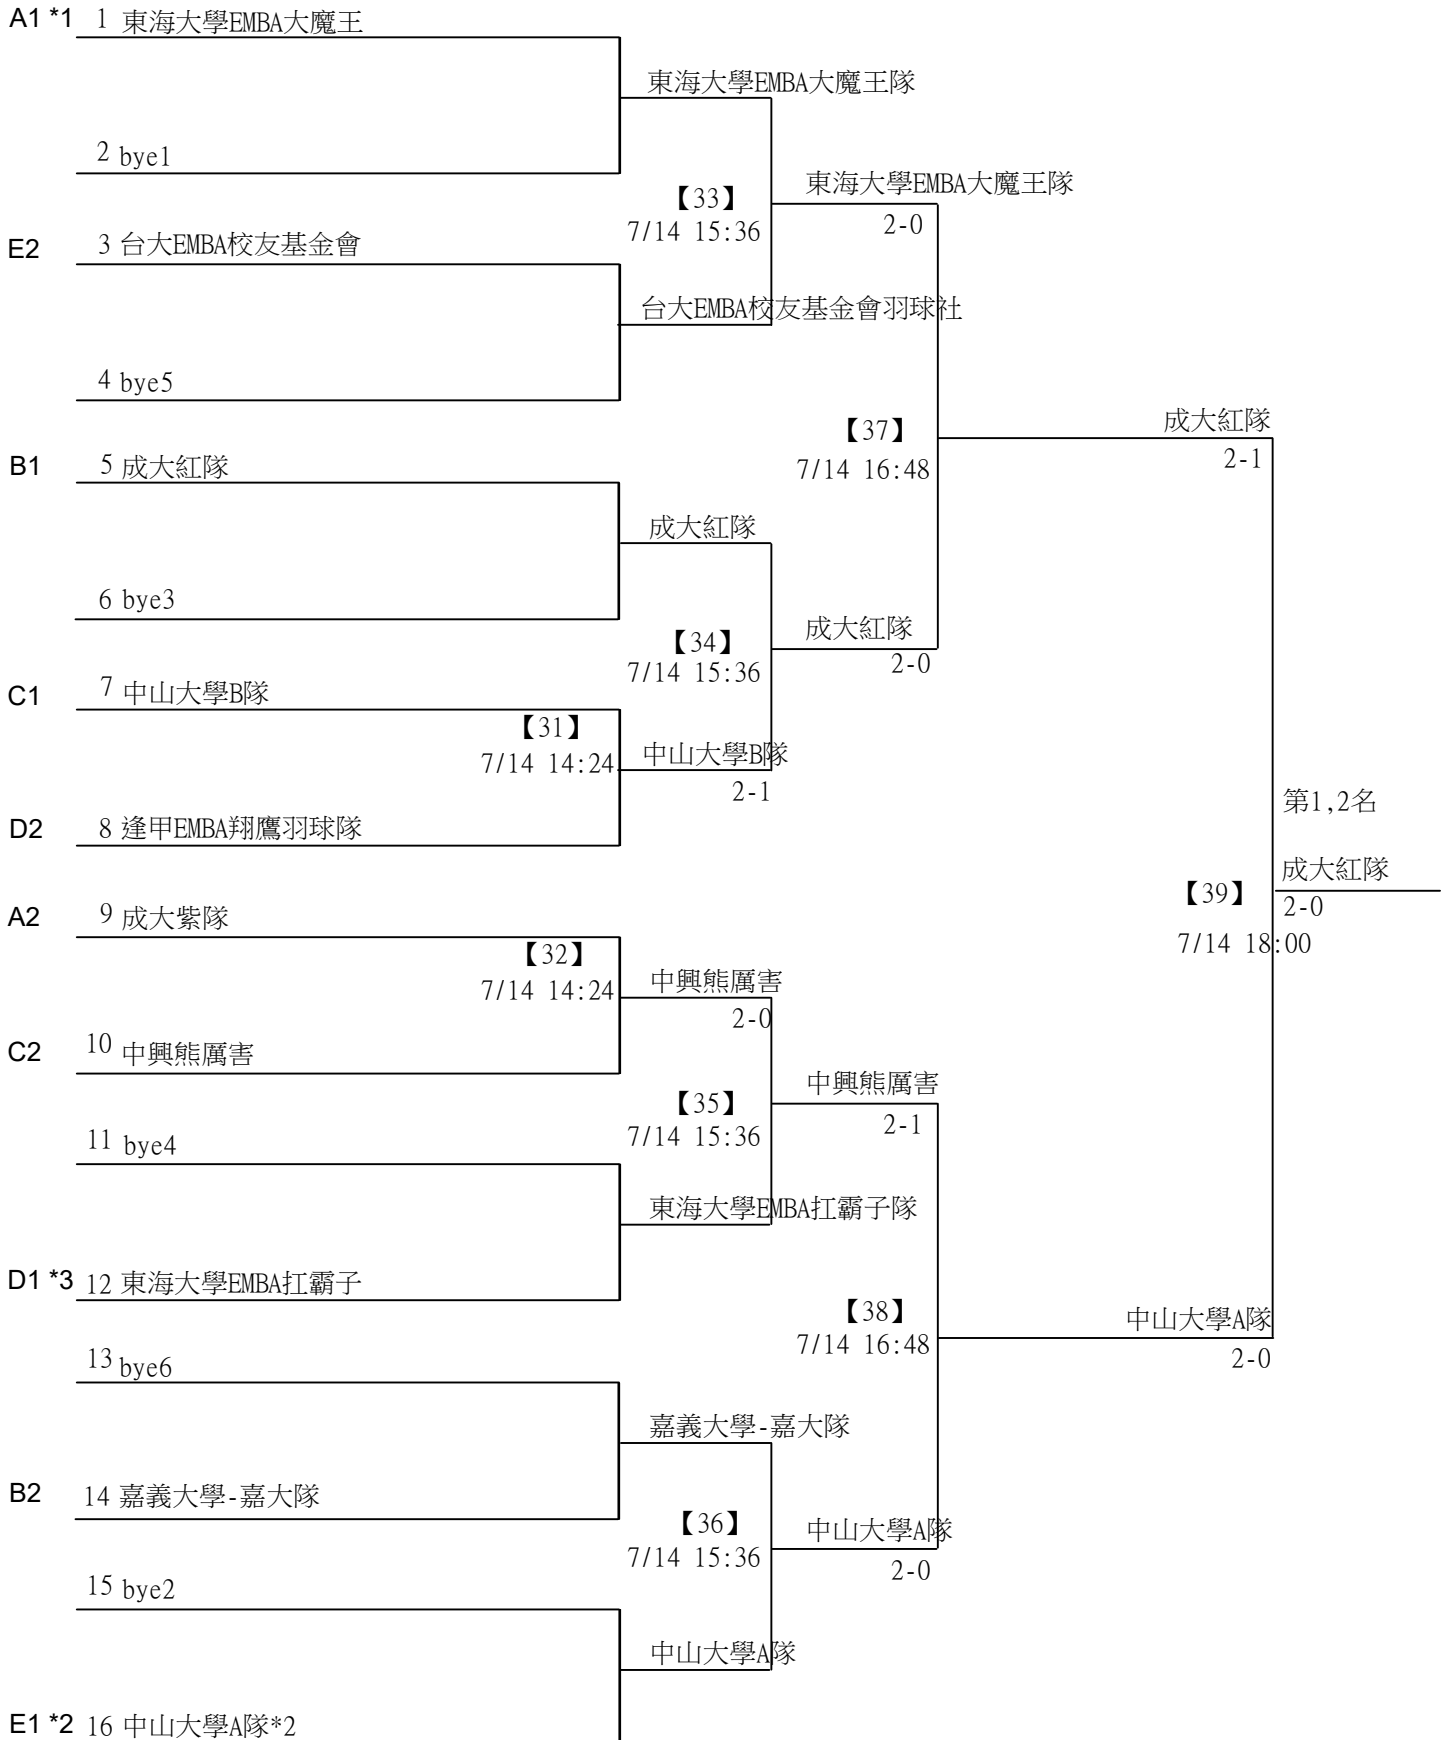 A1 *1 1 東海大學EMBA大魔王
東海大學EMBA大魔王隊
2 bye1
【33】
7/14 15:36
東海大學EMBA大魔王隊
2-0
E2 3 台大EMBA校友基金會
台大EMBA校友基金會羽球社
4 bye5
【37】
7/14 16:48
成大紅隊
2-1
B1 5 成大紅隊
成大紅隊
6 bye3
【34】
7/14 15:36
成大紅隊
2-0
C1 7 中山大學B隊
【31】
7/14 14:24
中山大學B隊
2-1
D2 8 逢甲EMBA翔鷹羽球隊
第1,2名
成大紅隊
【39】
2-0
7/14 18:00
A2 9 成大紫隊
【32】
7/14 14:24
中興熊厲害
2-0
C2 10 中興熊厲害
【35】
7/14 15:36
中興熊厲害
2-1
11 bye4
東海大學EMBA扛霸子隊
D1 *3 12 東海大學EMBA扛霸子
【38】
7/14 16:48
中山大學A隊
2-0
13 bye6
嘉義大學-嘉大隊
B2 14 嘉義大學-嘉大隊
【36】
7/14 15:36
中山大學A隊
2-0
15 bye2
中山大學A隊
E1 *2 16 中山大學A隊*2